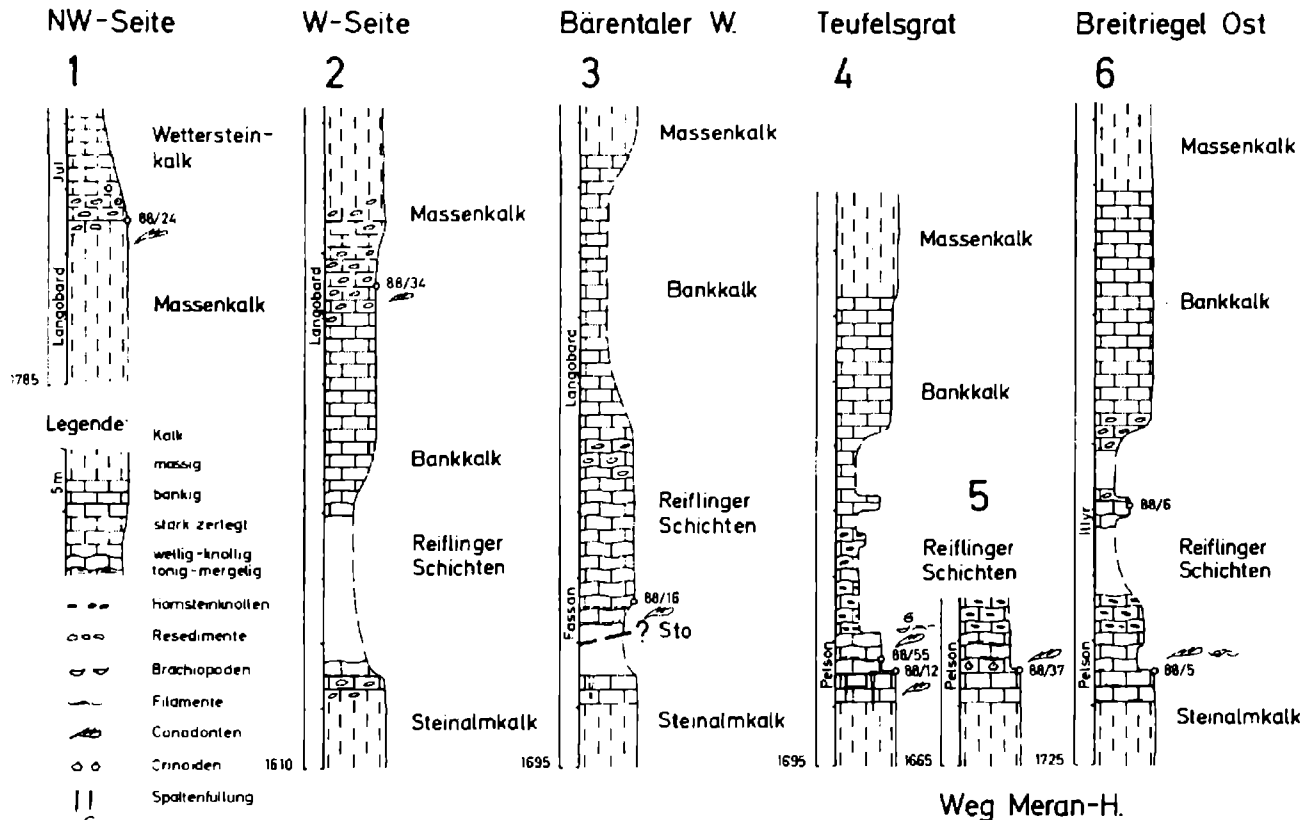 NW-Seite
W-Seite
Bärentaler W.
Teufelsgrat
Breitriegel Ost
1
2
3
4
6
Wetterstein-
kalk
Jul
88/24
Langobard
Massenkalk
1785
Legende
Kalk
massig
5m
bankig
stark zerlegt
wellig-knollig
tonig-mergelig
Hornsteinknollen
Resedimente
Brachiopoden
Filamente
Conodonten
Crinoiden
Spaltenfüllung
Massenkalk
88/34
Langobard
Bankkalk
Reiflinger
Schichten
Steinalmkalk
1610
Massenkalk
Bankkalk
Langobard
Reiflinger
Schichten
88/16
Fassan
? Sto
Steinalmkalk
1695
Massenkalk
Bankkalk
88/55
88/12
Pelson
1695
5
Reiflinger
Schichten
Pelson
88/37
1665
Weg Meran-H.
Massenkalk
Bankkalk
88/6
Illyr
Reiflinger
Schichten
Pelson
88/5
Steinalmkalk
1725